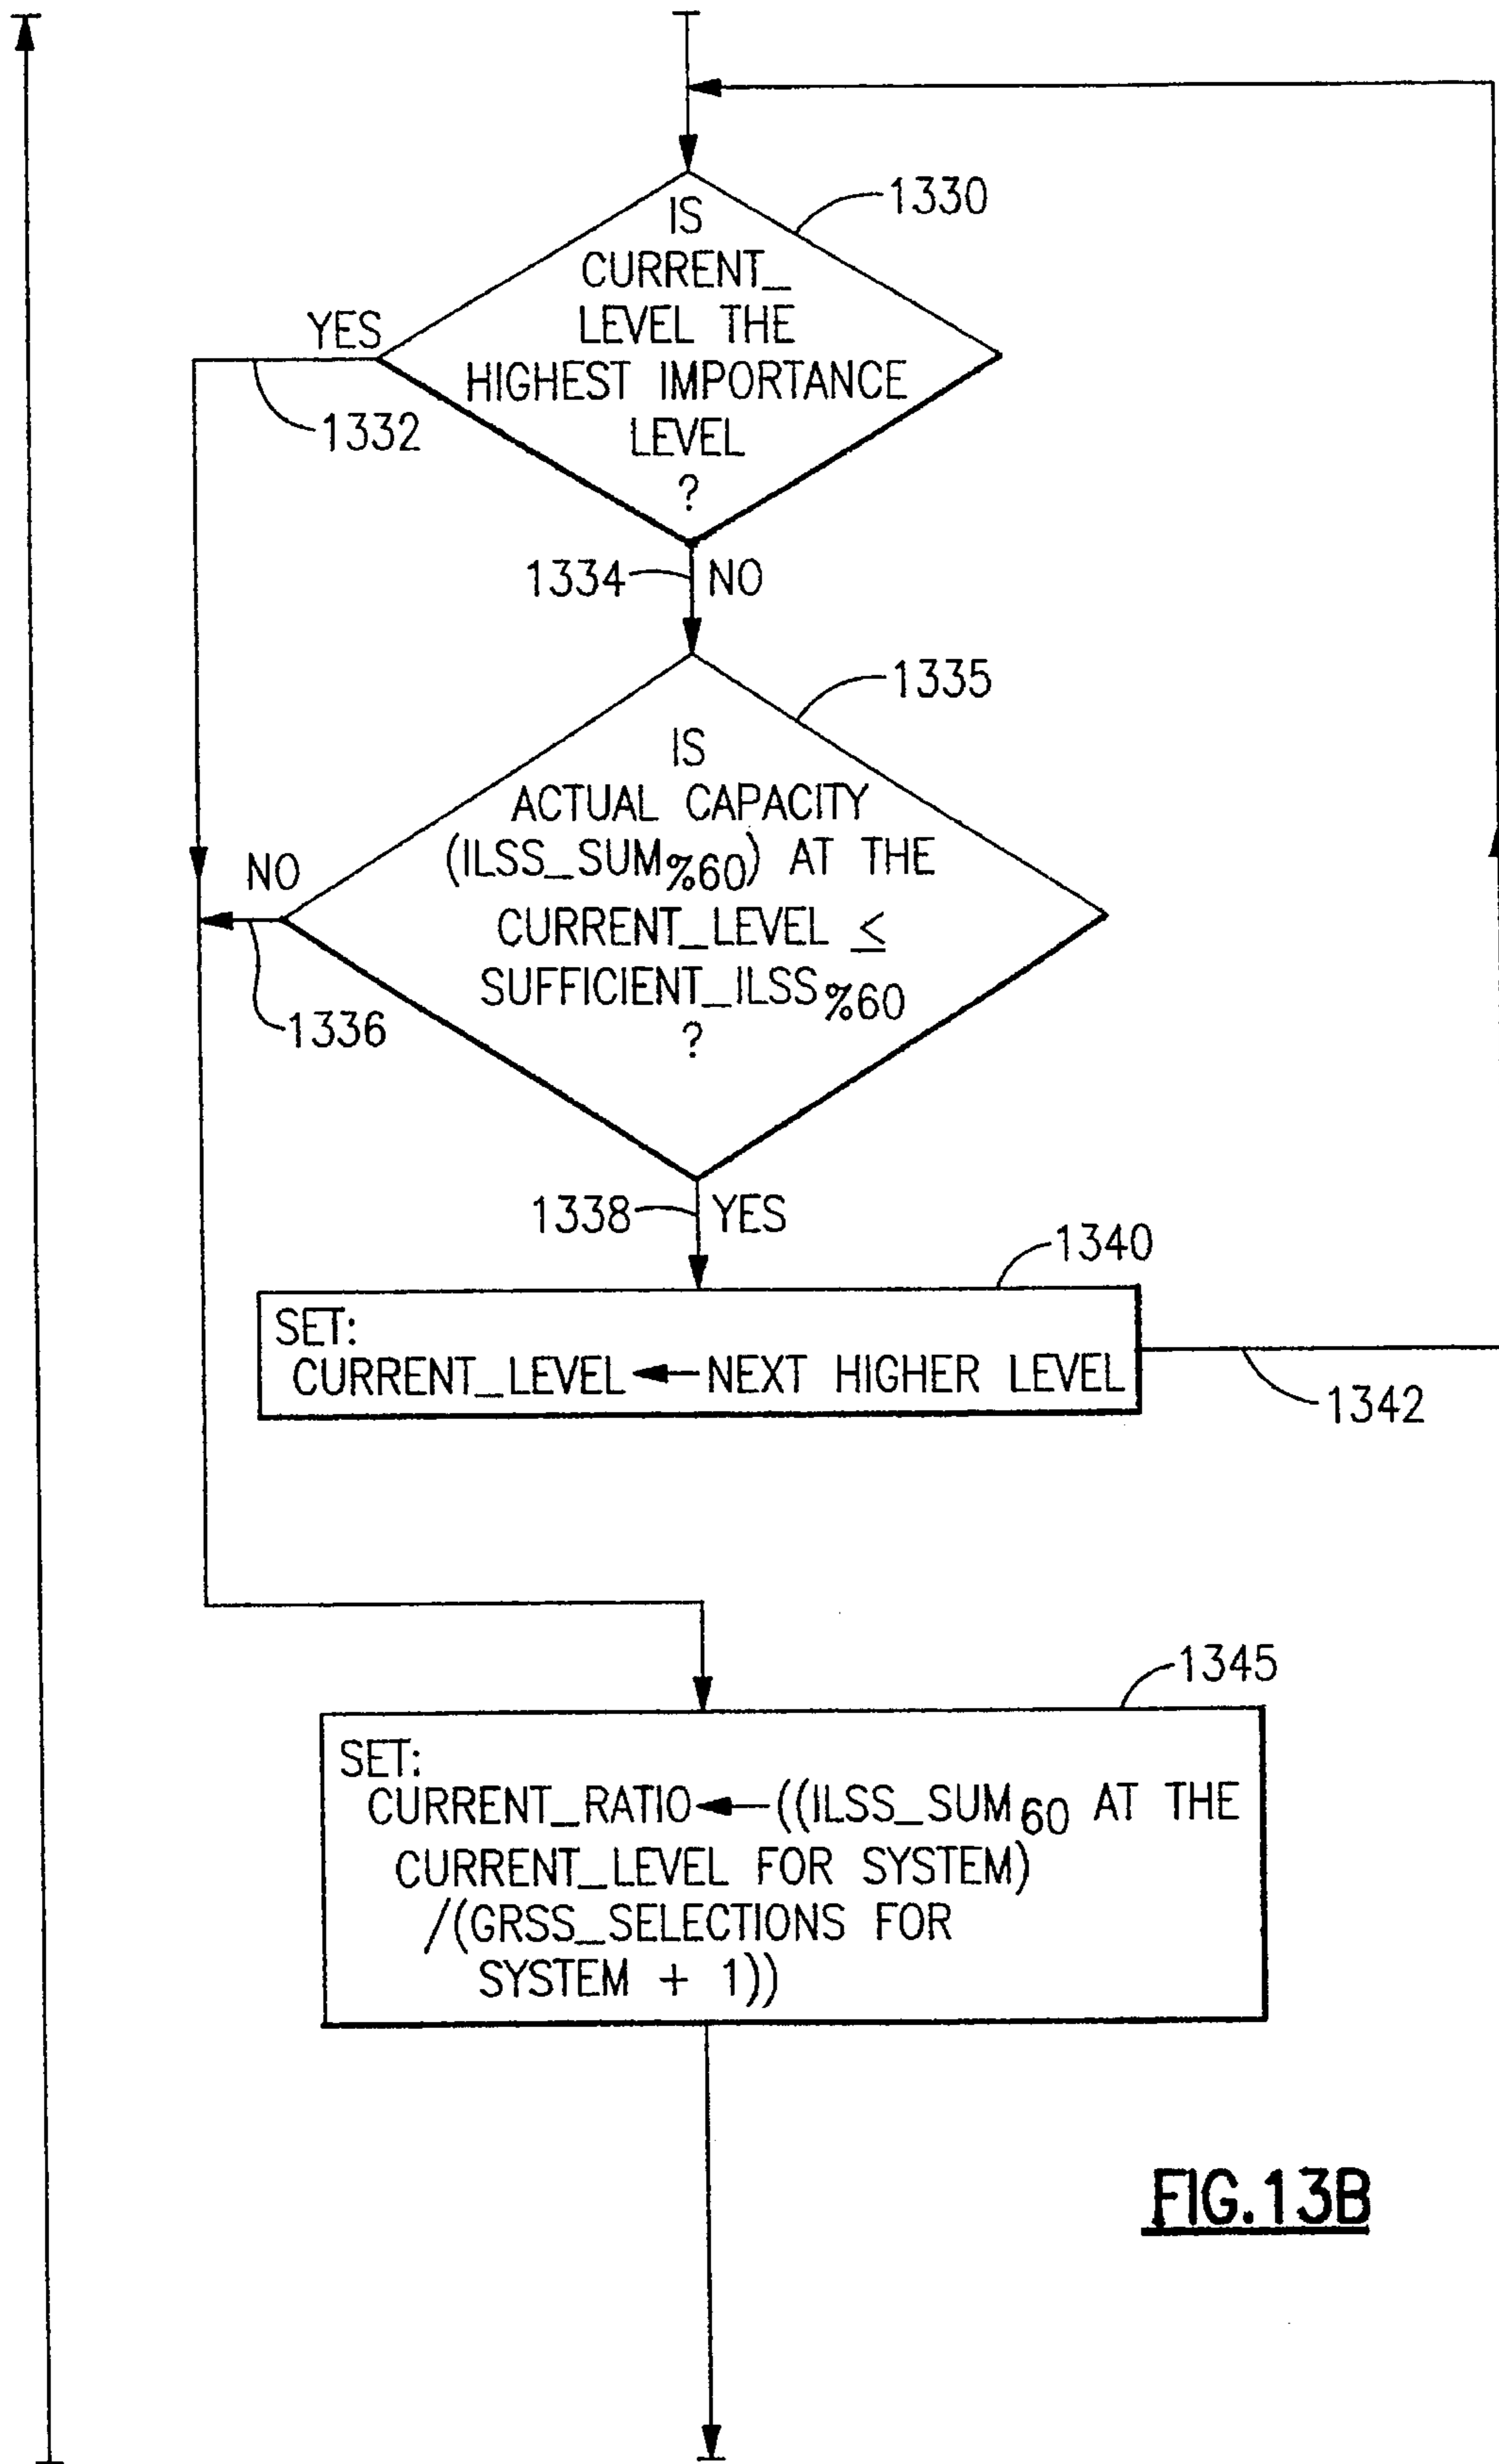 IS
1330
CURRENT_
LEVEL THE
YES
HIGHEST IMPORTANCE
1332
LEVEL
?
1334
NO
1335
IS
ACTUAL CAPACITY
(ILSS_SUM%60) AT THE
NO
CURRENT_LEVEL ≤
SUFFICIENT_ILSS%60
1336
?
1338
YES
1340
SET:
CURRENT_LEVEL ← NEXT HIGHER LEVEL
1342
1345
SET:
CURRENT_RATIO ← ((ILSS_SUM60 AT THE
CURRENT_LEVEL FOR SYSTEM)
/(GRSS_SELECTIONS FOR
SYSTEM + 1))
FIG.13B